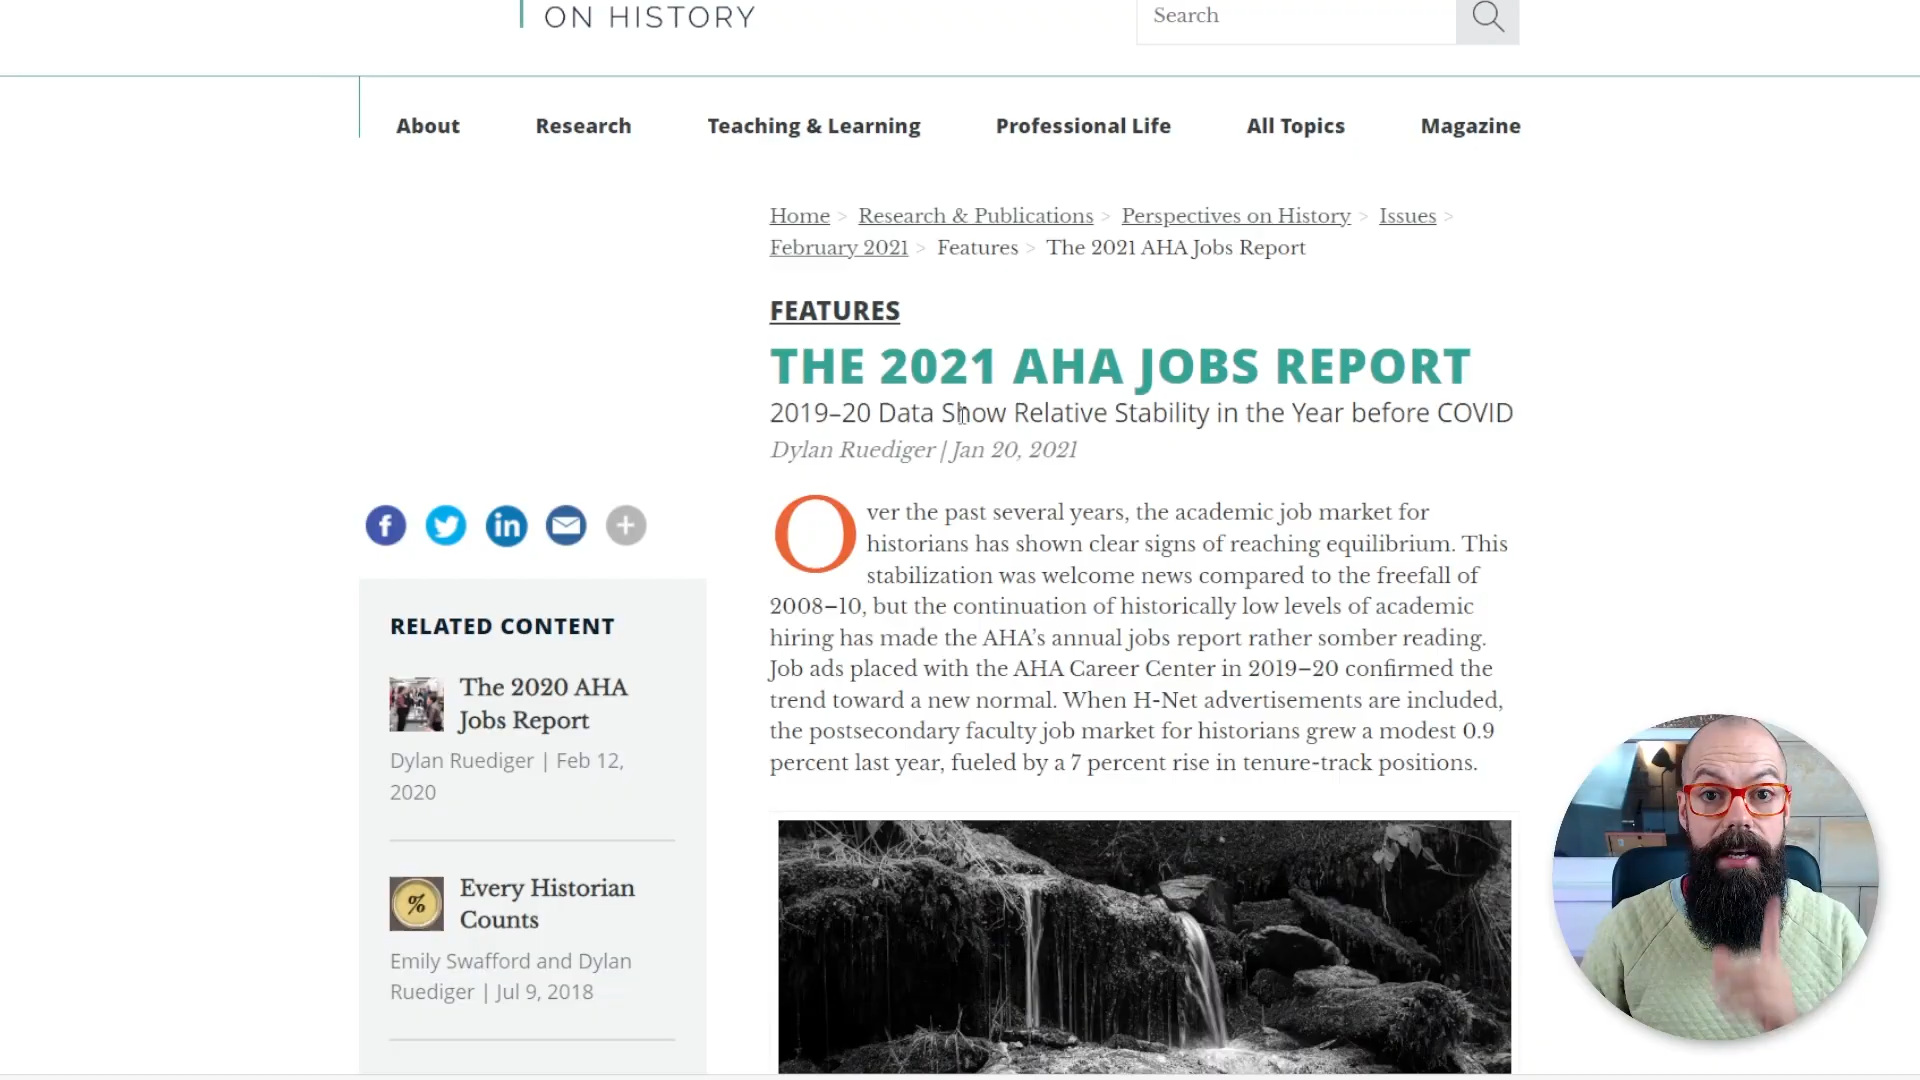 ON HISTORY
Search
About Research Teaching & Learning Professional Life All Topics Magazine
Home > Research & Publications > Perspectives on History > Issues >
February 2021 > Features > The 2021 AHA Jobs Report
FEATURES
THE 2021 AHA JOBS REPORT
2019–20 Data Show Relative Stability in the Year before COVID
Dylan Ruediger | Jan 20, 2021
Over the past several years, the academic job market for
historians has shown clear signs of reaching equilibrium. This
stabilization was welcome news compared to the freefall of
2008–10, but the continuation of historically low levels of academic
hiring has made the AHA’s annual jobs report rather somber reading.
Job ads placed with the AHA Career Center in 2019–20 confirmed the
trend toward a new normal. When H-Net advertisements are included,
the postsecondary faculty job market for historians grew a modest 0.9
percent last year, fueled by a 7 percent rise in tenure-track positions.
f in +
RELATED CONTENT
The 2020 AHA
Jobs Report
Dylan Ruediger | Feb 12,
2020
%
Every Historian
Counts
Emily Swafford and Dylan
Ruediger | Jul 9, 2018